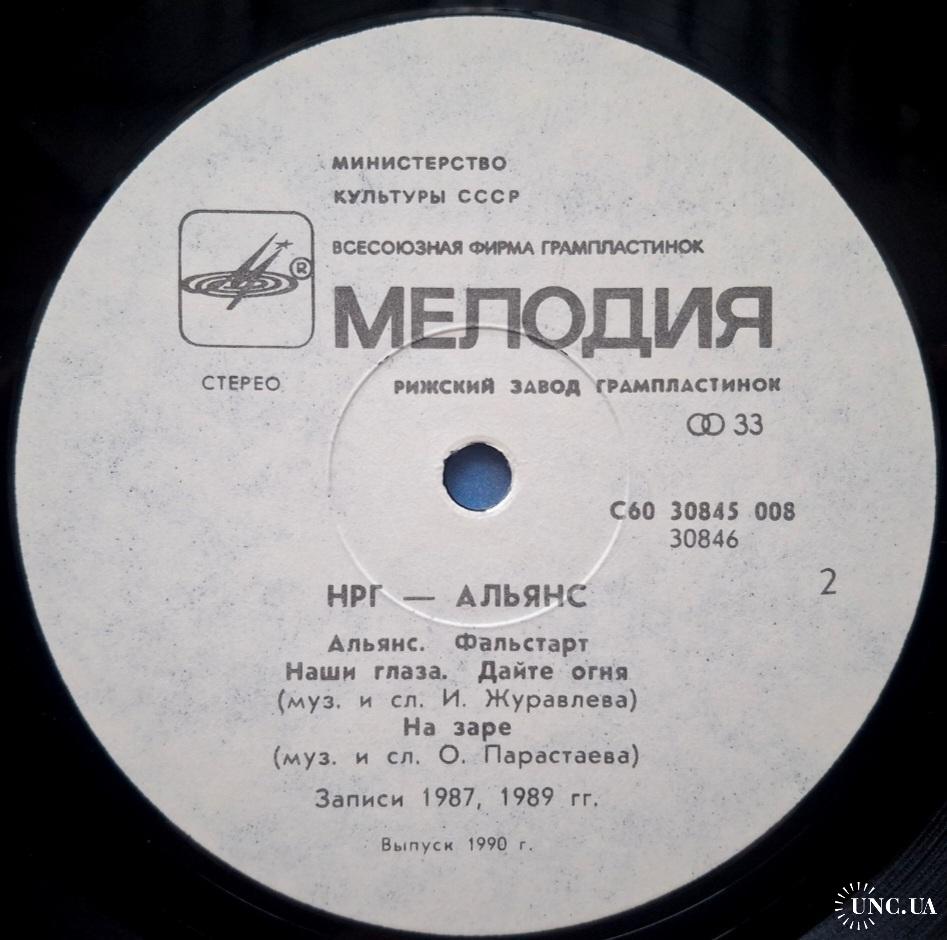 МИНИСТЕРСТВО
КУЛЬТУРЫ СССР
ВСЕСОЮЗНАЯ ФИРМА ГРАМПЛАСТИНОК
®
МЕЛОДИЯ
СТЕРЕО
РИЖСКИЙ ЗАВОД ГРАМПЛАСТИНОК
33
С60 30845 008
30846
2
НРГ — АЛЬЯНС
Альянс. Фальстарт
Наши глаза. Дайте огня
(муз. и сл. И. Журавлева)
На заре
(муз. и сл. О. Парастаева)
Записи 1987, 1989 гг.
Выпуск 1990 г.
UNC.UA